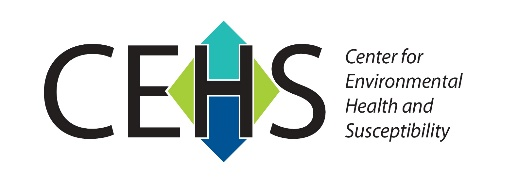 CEHS
Center for
Environmental
Health and
Susceptibility